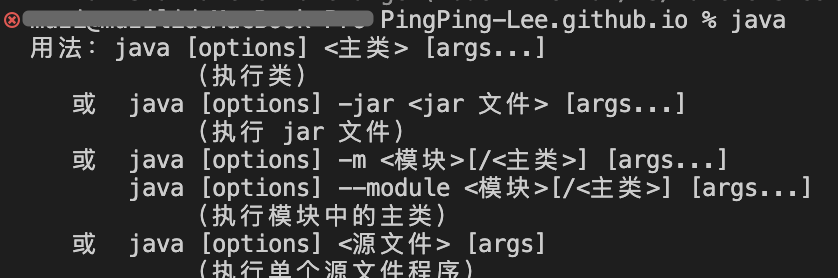 PingPing-Lee.github.io % java
用法：java [options] <主类> [args...]
(执行类)
或 java [options] -jar <jar 文件> [args...]
(执行 jar 文件)
或 java [options] -m <模块>[/<主类>] [args...]
java [options] --module <模块>[/<主类>] [args...]
(执行模块中的主类)
或 java [options] <源文件> [args]
(执行单个源文件程序)